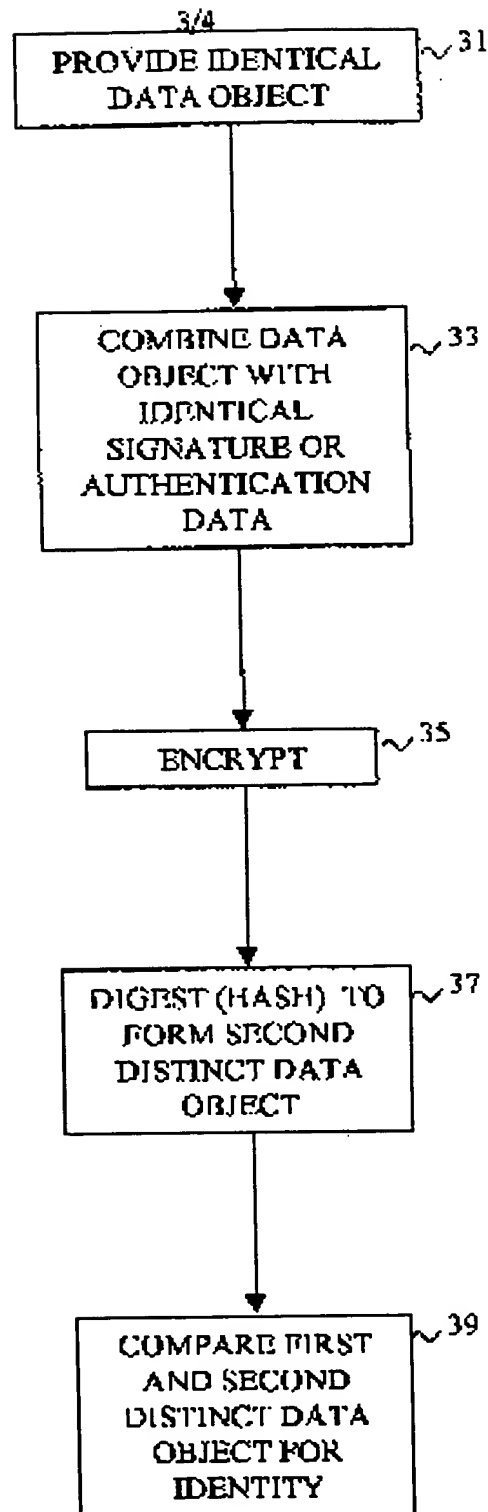 3/4
PROVIDE IDENTICAL
DATA OBJECT
31
COMBINE DATA
OBJECT WITH
IDENTICAL
SIGNATURE OR
AUTHENTICATION
DATA
33
ENCRYPT
35
DIGEST (HASH) TO
FORM SECOND
DISTINCT DATA
OBJECT
37
COMPARE FIRST
AND SECOND
DISTINCT DATA
OBJECT FOR
IDENTITY
39